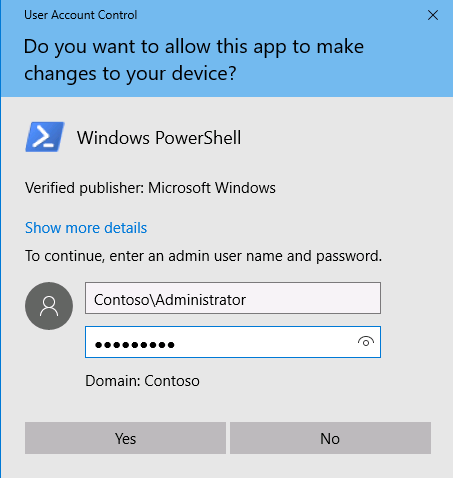 User Account Control
Do you want to allow this app to make
changes to your device?
Windows PowerShell
Verified publisher: Microsoft Windows
Show more details
To continue, enter an admin user name and password.
Contoso\Administrator
●●●●●●●●●
Domain: Contoso
Yes
No